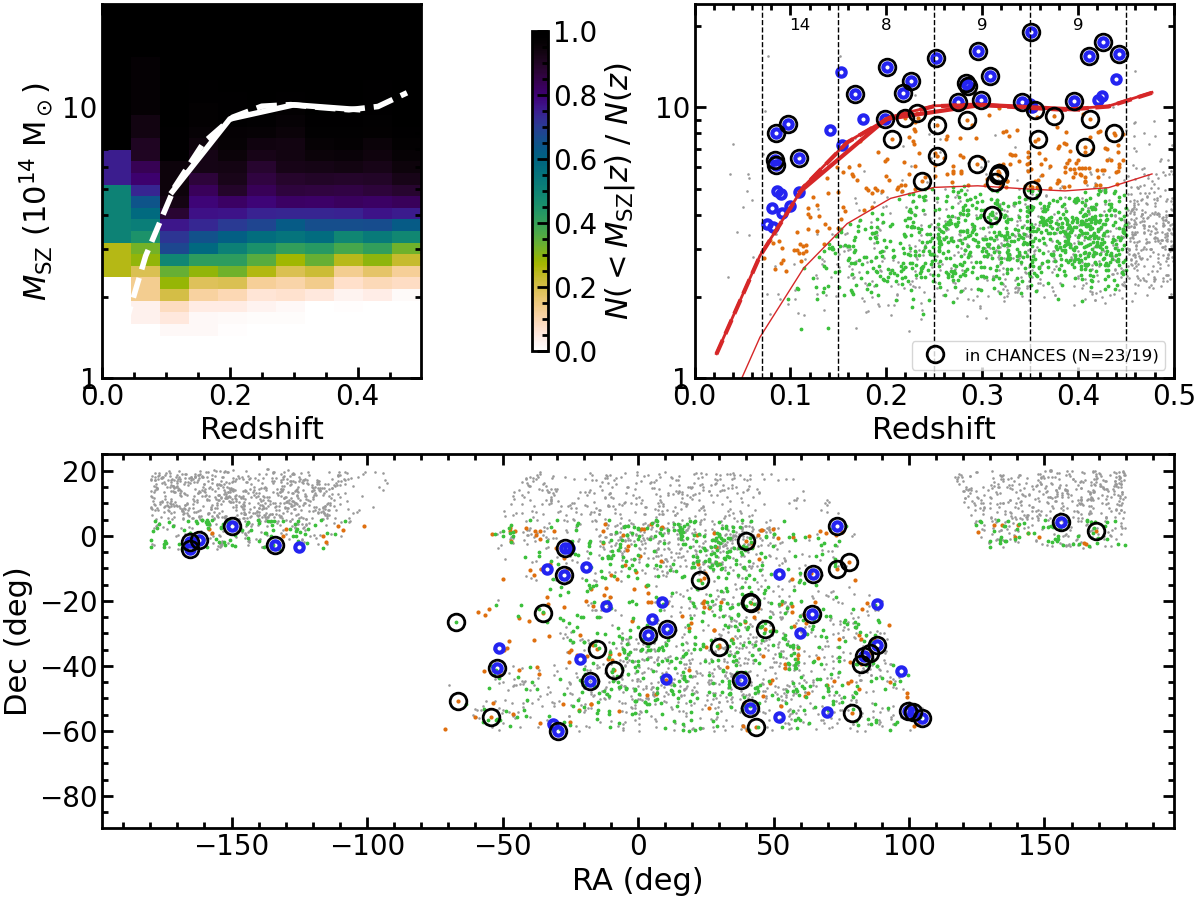 M_SZ (10^14 M_⊙)
10
1
0.0 0.2 0.4
Redshift
1.0
0.8
0.6
0.4
0.2
0.0
N(< M_SZ|z) / N(z)
14 8 9 9
10
1
in CHANCES (N=23/19)
0.0 0.1 0.2 0.3 0.4 0.5
Redshift
Dec (deg)
20
0
−20
−40
−60
−80
−150 −100 −50 0 50 100 150
RA (deg)